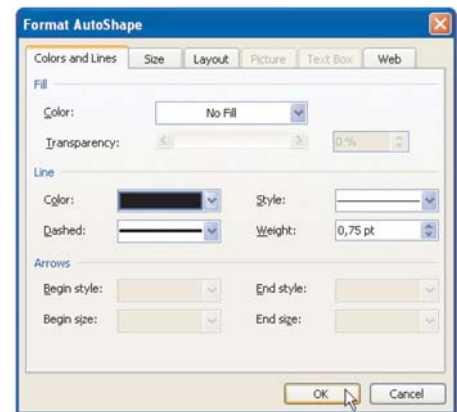 Format AutoShape
Colors and Lines Size Layout Picture Text Box Web
Fill
Color: No Fill
Transparency: 0 %
Line
Color: Style:
Dashed: Weight: 0,75 pt
Arrows
Begin style: End style:
Begin size: End size:
OK Cancel